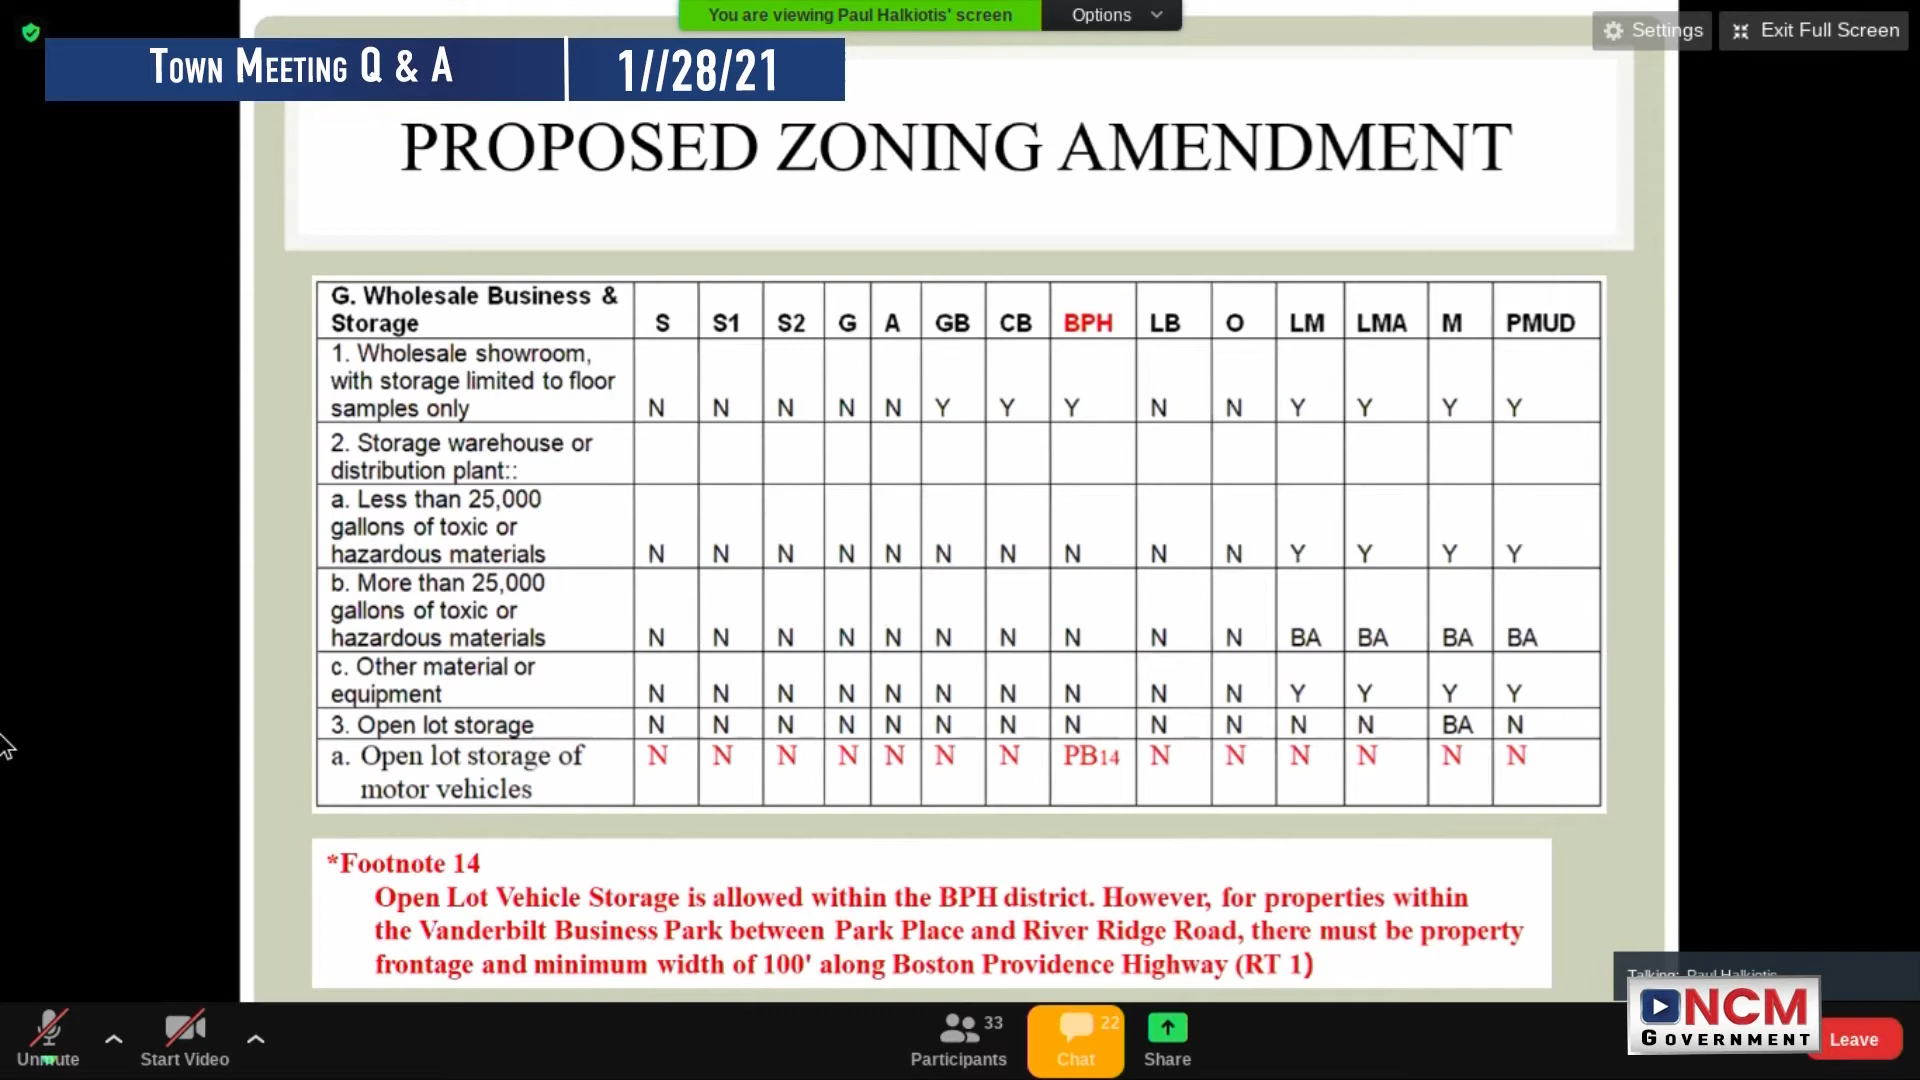 You are viewing Paul Halkiotis' screen
Options
Settings
Exit Full Screen
Town Meeting Q & A
1//28/21
PROPOSED ZONING AMENDMENT
G. Wholesale Business &
Storage S S1 S2 G A GB CB BPH LB O LM LMA M PMUD
1. Wholesale showroom,
with storage limited to floor
samples only N N N N N Y Y Y N N Y Y Y Y
2. Storage warehouse or
distribution plant::
a. Less than 25,000
gallons of toxic or
hazardous materials N N N N N N N N N N Y Y Y Y
b. More than 25,000
gallons of toxic or
hazardous materials N N N N N N N N N N BA BA BA BA
c. Other material or
equipment N N N N N N N N N N Y Y Y Y
3. Open lot storage N N N N N N N N N N N N BA N
a. Open lot storage of N N N N N N N PB14 N N N N N N
motor vehicles
*Footnote 14
Open Lot Vehicle Storage is allowed within the BPH district. However, for properties within
the Vanderbilt Business Park between Park Place and River Ridge Road, there must be property
frontage and minimum width of 100' along Boston Providence Highway (RT 1)
Talking: Paul Halkiotis
NCM
Government
Unmute
Start Video
33
Participants
22
Chat
Share
Leave